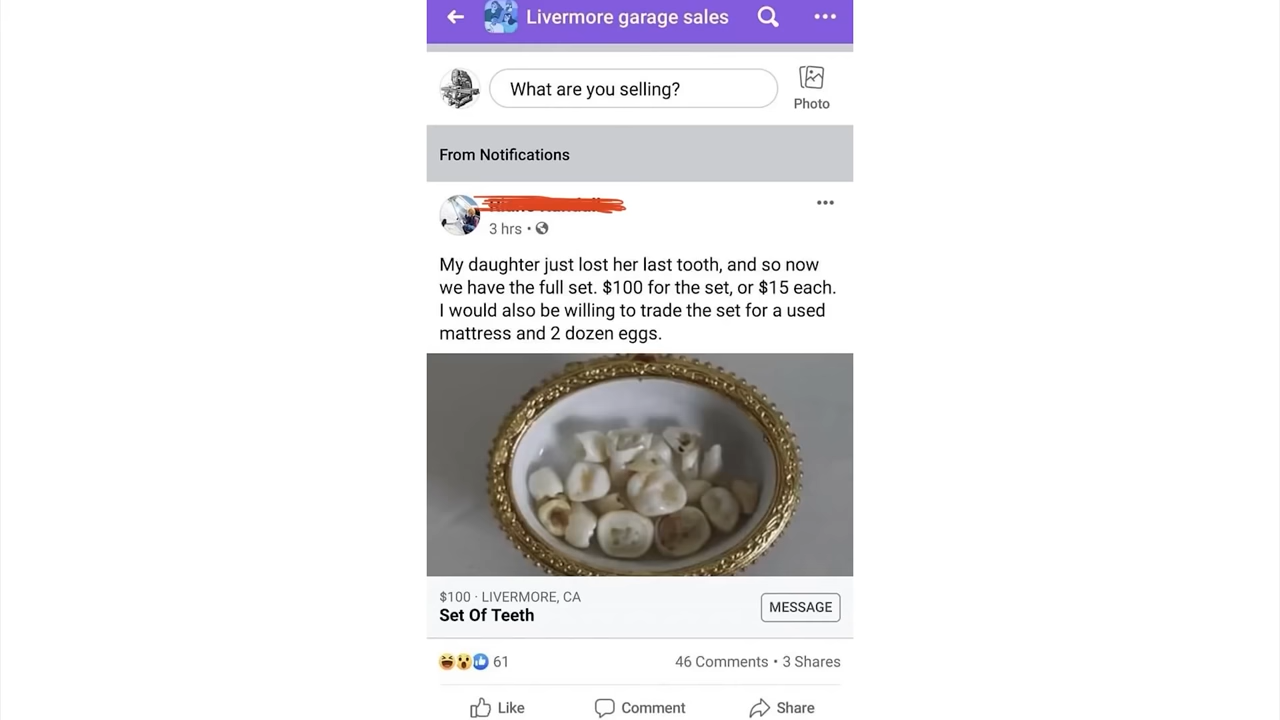 Livermore garage sales
What are you selling?
Photo
From Notifications
3 hrs
My daughter just lost her last tooth, and so now
we have the full set. $100 for the set, or $15 each.
I would also be willing to trade the set for a used
mattress and 2 dozen eggs.
$100 · LIVERMORE, CA
Set Of Teeth
MESSAGE
61
46 Comments • 3 Shares
Like
Comment
Share